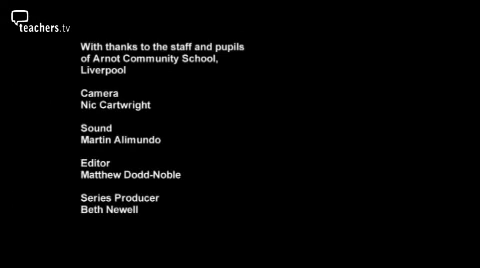 teachers.tv
With thanks to the staff and pupils
of Arnot Community School,
Liverpool
Camera
Nic Cartwright
Sound
Martin Alimundo
Editor
Matthew Dodd-Noble
Series Producer
Beth Newell